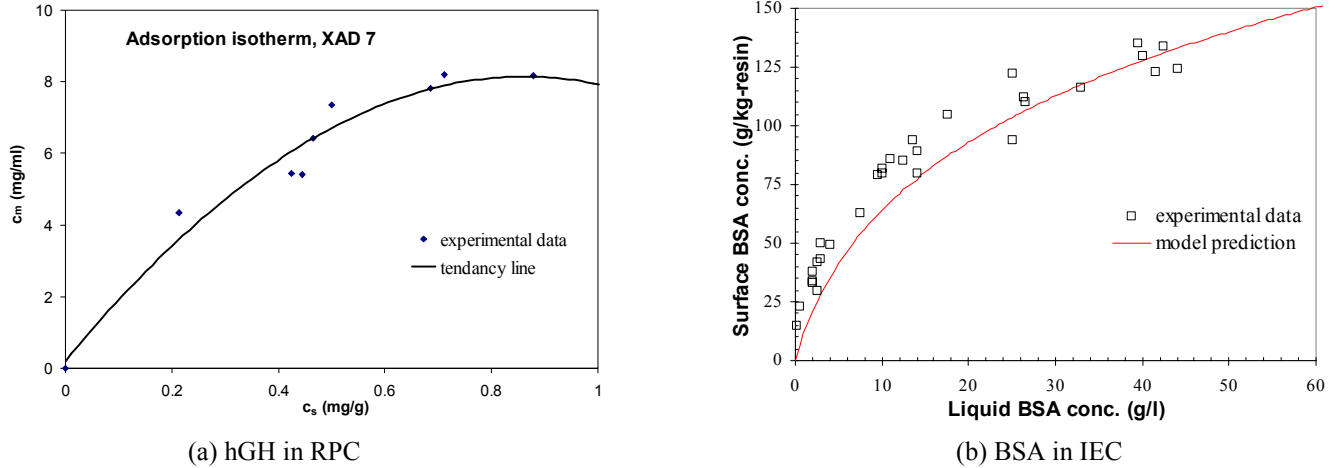 Adsorption isotherm, XAD 7
10
8
6
4
2
0
cm (mg/ml)
experimental data
tendancy line
0 0.2 0.4 0.6 0.8 1
cs (mg/g)
(a) hGH in RPC
150
125
100
75
50
25
0
Surface BSA conc. (g/kg-resin)
experimental data
model prediction
0 10 20 30 40 50 60
Liquid BSA conc. (g/l)
(b) BSA in IEC